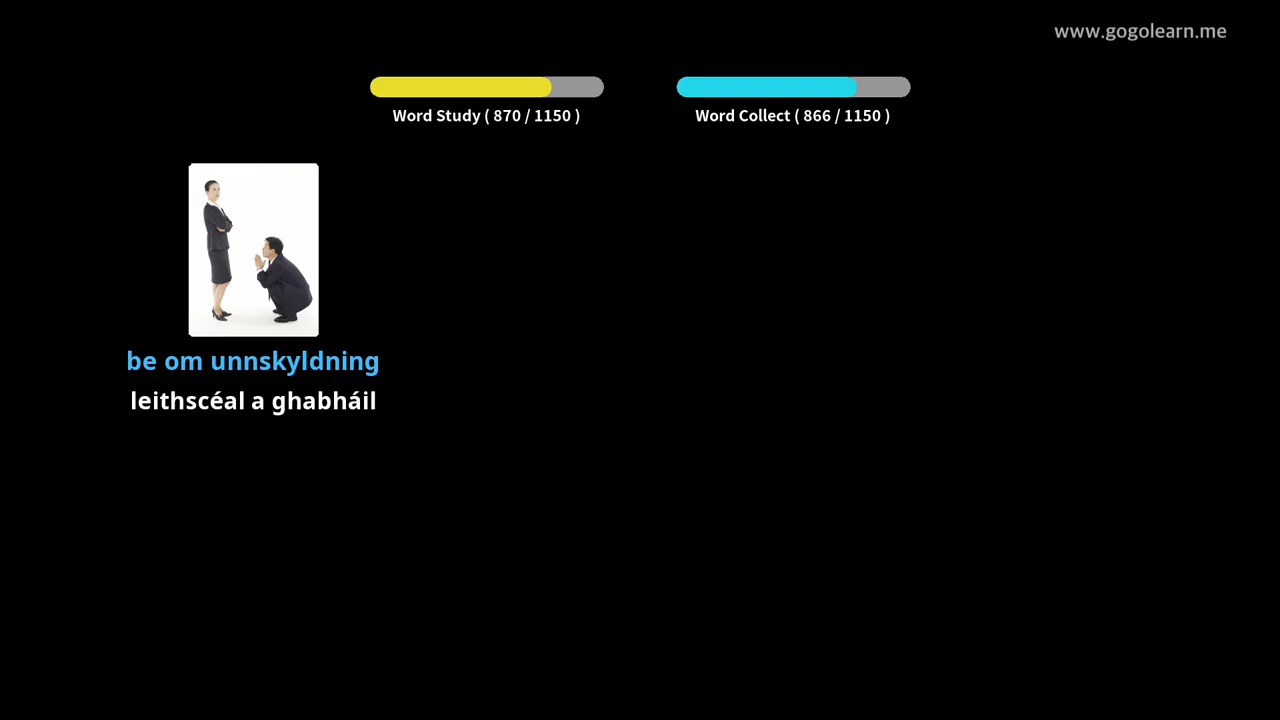 www.gogolearn.me
Word Study ( 870 / 1150 )
Word Collect ( 866 / 1150 )
be om unnskyldning
leithscéal a ghabháil